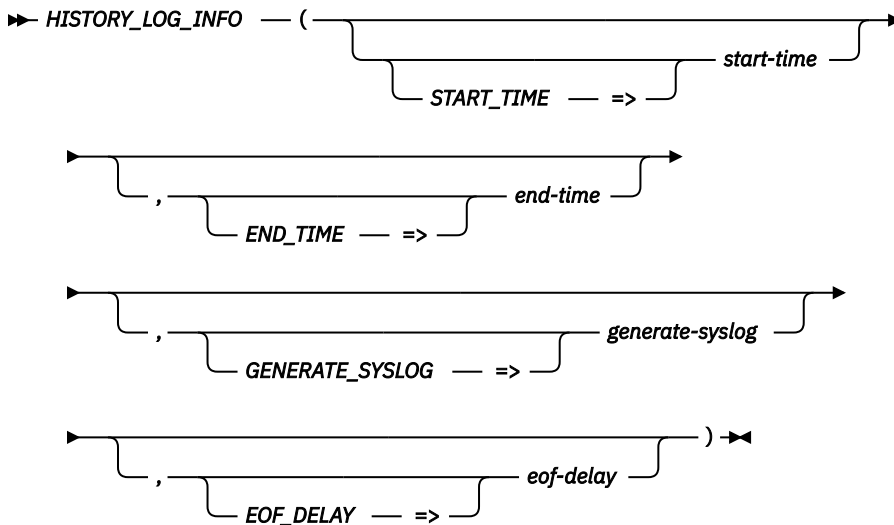 HISTORY_LOG_INFO (
start-time
START_TIME =>
, end-time
END_TIME =>
, generate-syslog
GENERATE_SYSLOG =>
)
, eof-delay
EOF_DELAY =>